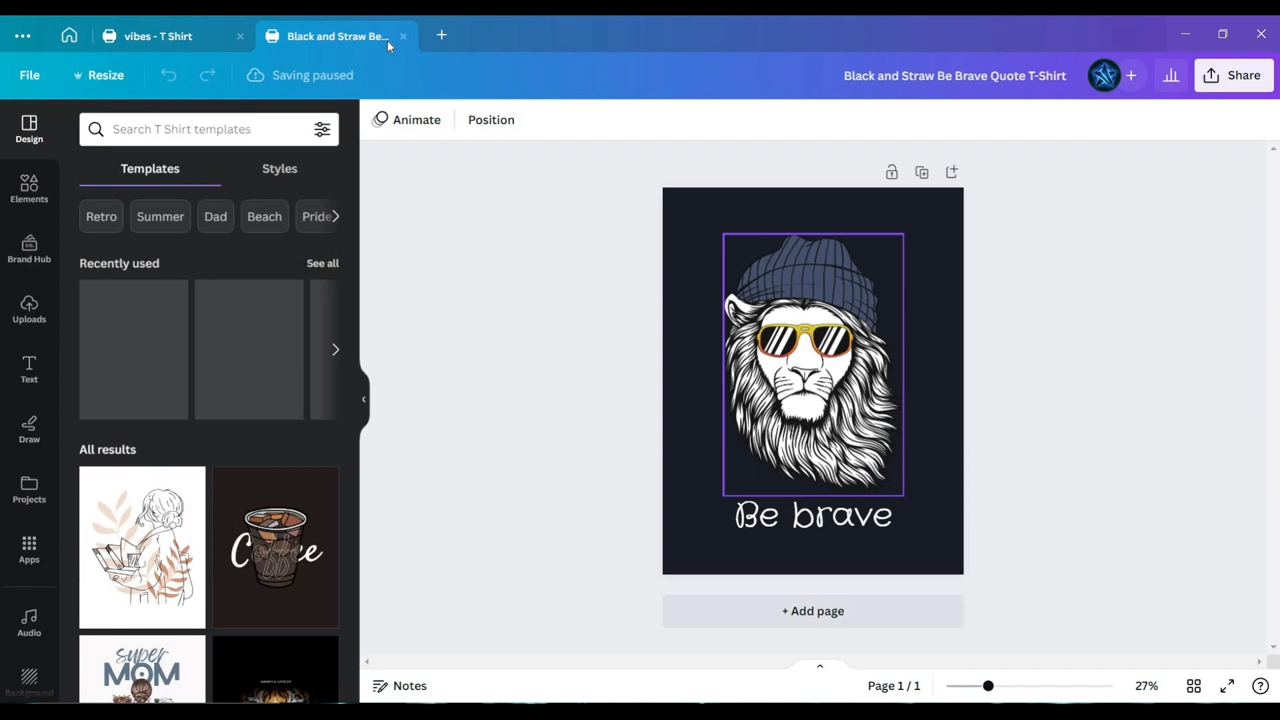 vibes - T Shirt
Black and Straw Be...
File
Resize
Saving paused
Black and Straw Be Brave Quote T-Shirt
Share
Design
Elements
Brand Hub
Uploads
Text
Draw
Projects
Apps
Audio
Background
Search T Shirt templates
Templates
Styles
Retro
Summer
Dad
Beach
Pride
Recently used
See all
All results
super
MOM
Animate
Position
Be brave
+ Add page
Notes
Page 1 / 1
27%